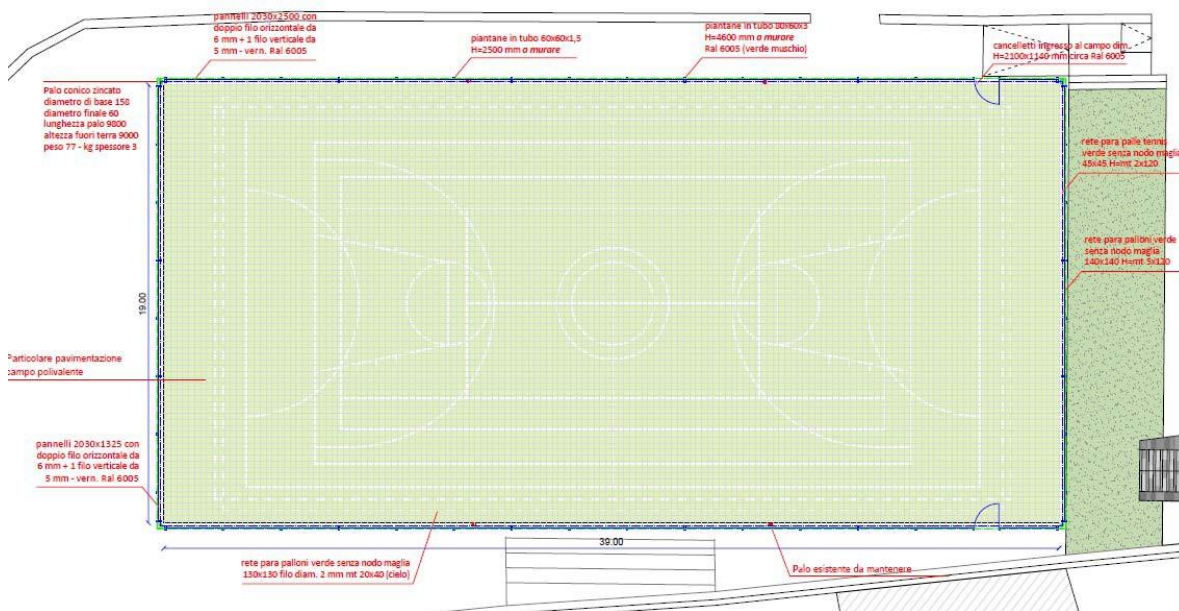 pannelli 2030x2500 con
doppio filo orizzontale da
6 mm + 1 filo verticale da
5 mm - vern. Ral 6005
piantane in tubo 60x60x1,5
H=2500 mm a murare
piantane in tubo 80x60x3
H=4600 mm a murare
Ral 6005 (verde muschio)
cancelletti ingresso al campo dim.
H=2100x1140 mm circa Ral 6005
Palo conico zincato
diametro di base 158
diametro finale 60
lunghezza palo 9800
altezza fuori terra 9000
peso 77 - kg spessore 3
rete para palle tennis
verde senza nodo maglia
45x45 H=mt 2x120
rete para palloni verde
senza nodo maglia
140x140 H=mt 5x120
19.00
Particolare pavimentazione
campo polivalente
pannelli 2030x1325 con
doppio filo orizzontale da
6 mm + 1 filo verticale da
5 mm - vern. Ral 6005
39.00
rete para palloni verde senza nodo maglia
130x130 filo diam. 2 mm mt 20x40 (cielo)
Palo esistente da mantenere